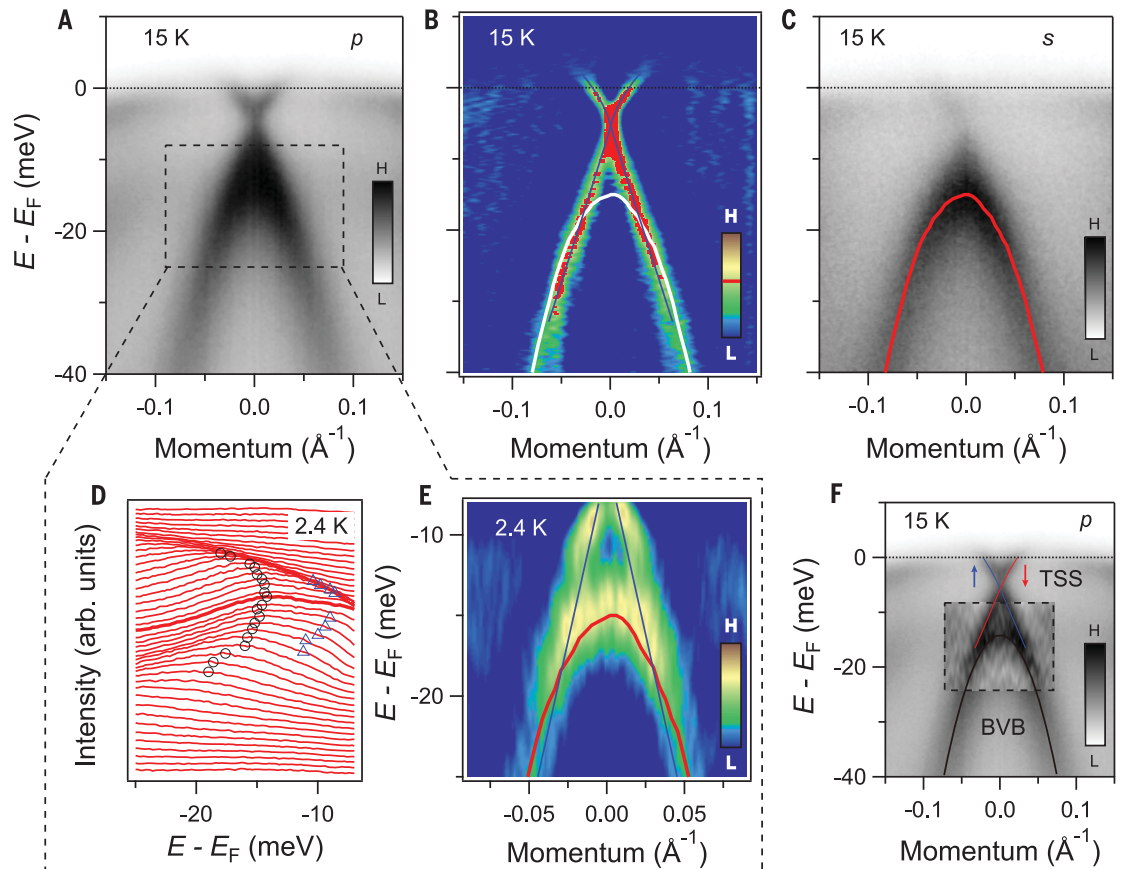 A
15 K
p
0
-20
-40
E - E_F (meV)
H
L
-0.1
0.0
0.1
Momentum (Å⁻¹)
B
15 K
H
L
-0.1
0.0
0.1
Momentum (Å⁻¹)
C
15 K
s
H
L
-0.1
0.0
0.1
Momentum (Å⁻¹)
D
2.4 K
Intensity (arb. units)
-20
-10
E - E_F (meV)
E
2.4 K
-10
-20
E - E_F (meV)
H
L
-0.05
0.00
0.05
Momentum (Å⁻¹)
F
15 K
p
0
-20
-40
E - E_F (meV)
TSS
BVB
H
L
-0.1
0.0
0.1
Momentum (Å⁻¹)